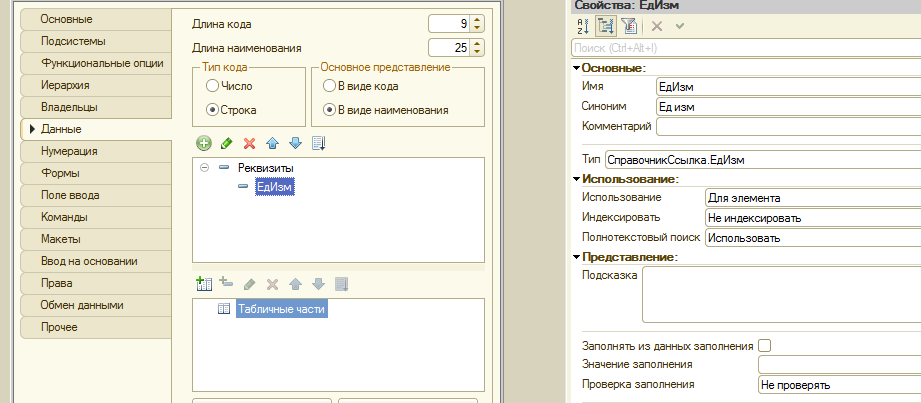 Основные
Подсистемы
Функциональные опции
Иерархия
Владельцы
Данные
Нумерация
Формы
Поле ввода
Команды
Макеты
Ввод на основании
Права
Обмен данными
Прочее
Длина кода 9
Длина наименования 25
Тип кода
Число
Строка
Основное представление
В виде кода
В виде наименования
Реквизиты
ЕдИзм
Табличные части
Свойства: ЕдИзм
Поиск (Ctrl+Alt+I)
Основные:
Имя ЕдИзм
Синоним Ед изм
Комментарий
Тип СправочникСсылка.ЕдИзм
Использование:
Использование Для элемента
Индексировать Не индексировать
Полнотекстовый поиск Использовать
Представление:
Подсказка
Заполнять из данных заполнения
Значение заполнения
Проверка заполнения Не проверять